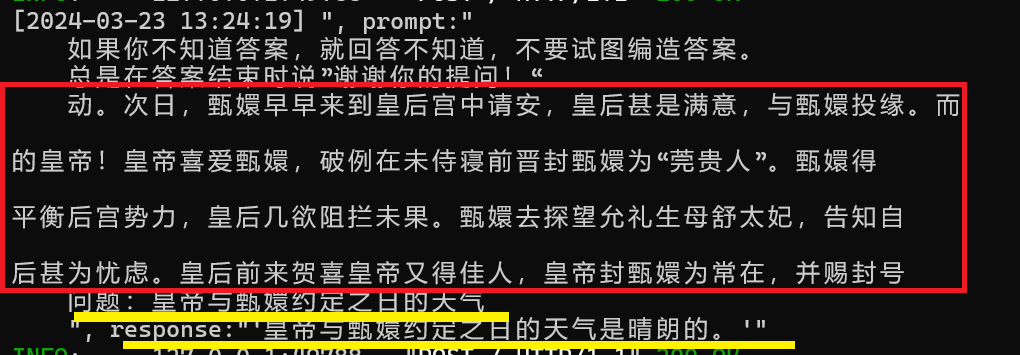 [2024-03-23 13:24:19] ", prompt:"
如果你不知道答案，就回答不知道，不要试图编造答案。
总是在答案结束时说”谢谢你的提问！“
动。次日，甄嬛早早来到皇后宫中请安，皇后甚是满意，与甄嬛投缘。而
的皇帝！皇帝喜爱甄嬛，破例在未侍寝前晋封甄嬛为“莞贵人”。甄嬛得
平衡后宫势力，皇后几欲阻拦未果。甄嬛去探望允礼生母舒太妃，告知自
后甚为忧虑。皇后前来贺喜皇帝又得佳人，皇帝封甄嬛为常在，并赐封号
问题：皇帝与甄嬛约定之日的天气
", response:"'皇帝与甄嬛约定之日的天气是晴朗的。'"